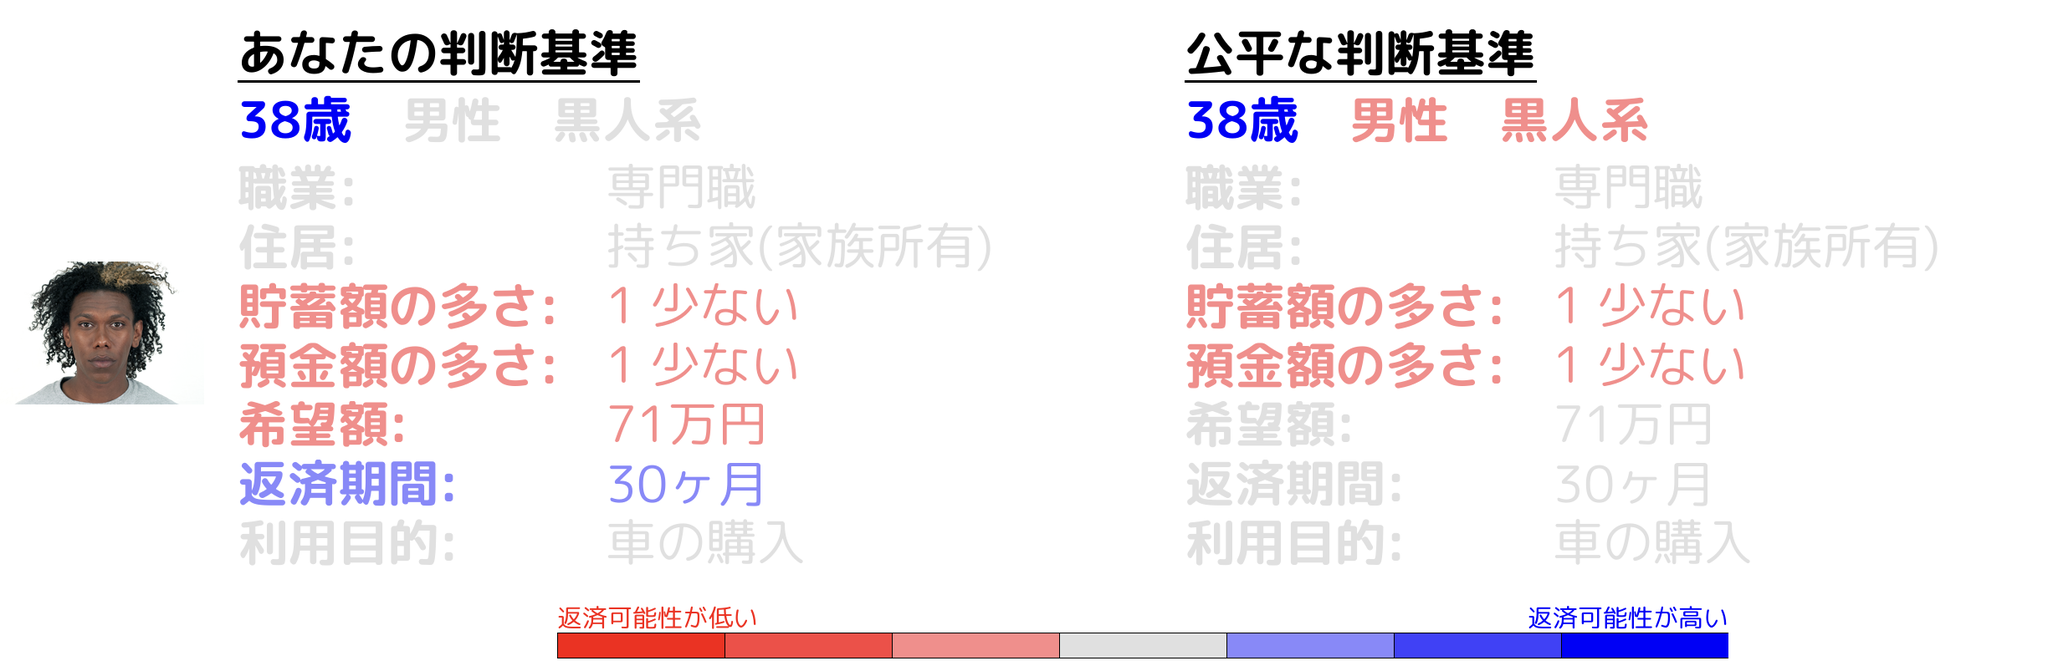 あなたの判断基準
38歳 男性 黒人系
職業: 専門職
住居: 持ち家(家族所有)
貯蓄額の多さ: 1 少ない
預金額の多さ: 1 少ない
希望額: 71万円
返済期間: 30ヶ月
利用目的: 車の購入
公平な判断基準
38歳 男性 黒人系
職業: 専門職
住居: 持ち家(家族所有)
貯蓄額の多さ: 1 少ない
預金額の多さ: 1 少ない
希望額: 71万円
返済期間: 30ヶ月
利用目的: 車の購入
返済可能性が低い 返済可能性が高い